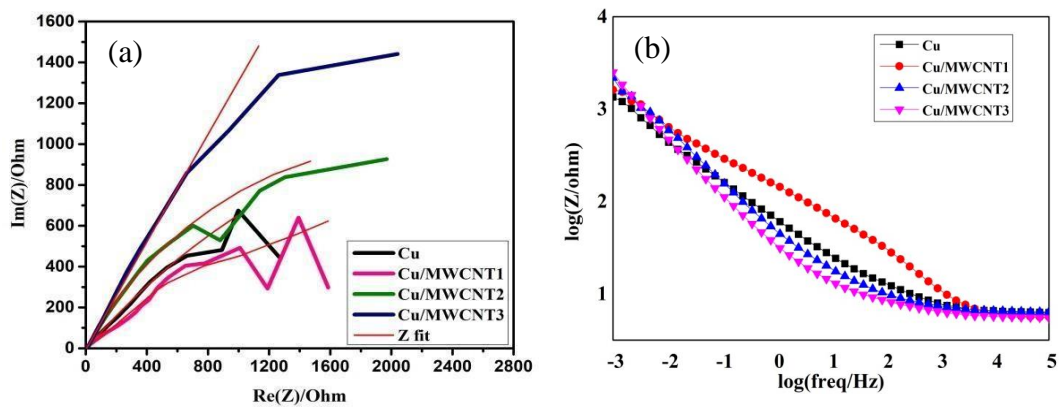 (a)
1600
1400
1200
1000
800
600
400
200
0
Im(Z)/Ohm
0 400 800 1200 1600 2000 2400 2800
Re(Z)/Ohm
Cu
Cu/MWCNT1
Cu/MWCNT2
Cu/MWCNT3
Z fit
(b)
4
3
2
1
log(Z/ohm)
-3 -2 -1 0 1 2 3 4 5
log(freq/Hz)
Cu
Cu/MWCNT1
Cu/MWCNT2
Cu/MWCNT3